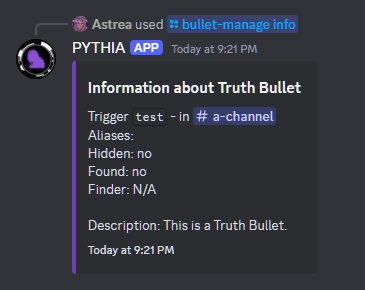 Astrea used bullet-manage info
PYTHIA APP Today at 9:21 PM
Information about Truth Bullet
Trigger test - in # a-channel
Aliases:
Hidden: no
Found: no
Finder: N/A
Description: This is a Truth Bullet.
Today at 9:21 PM